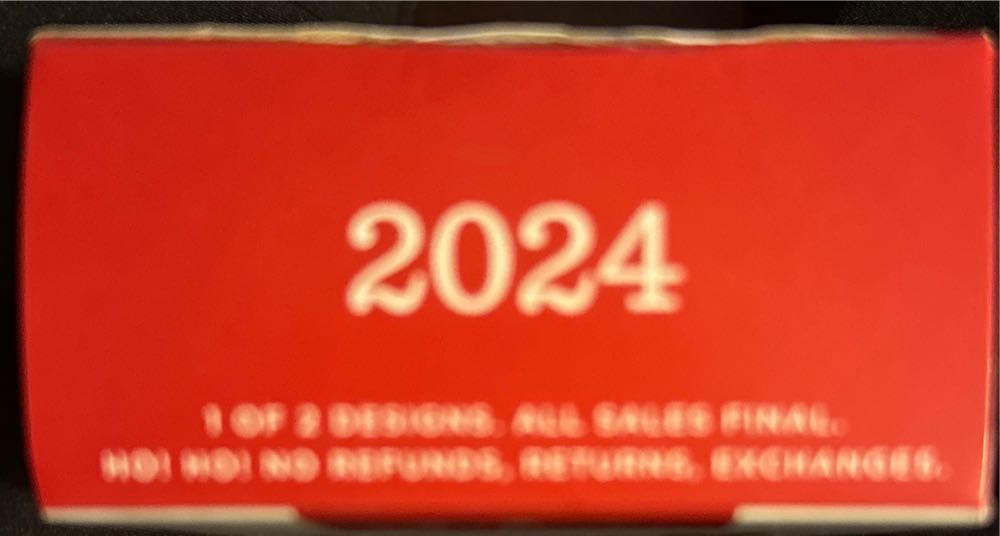 2024
1 OF 2 DESIGNS. ALL SALES FINAL.
HO! HO! NO REFUNDS, RETURNS, EXCHANGES.